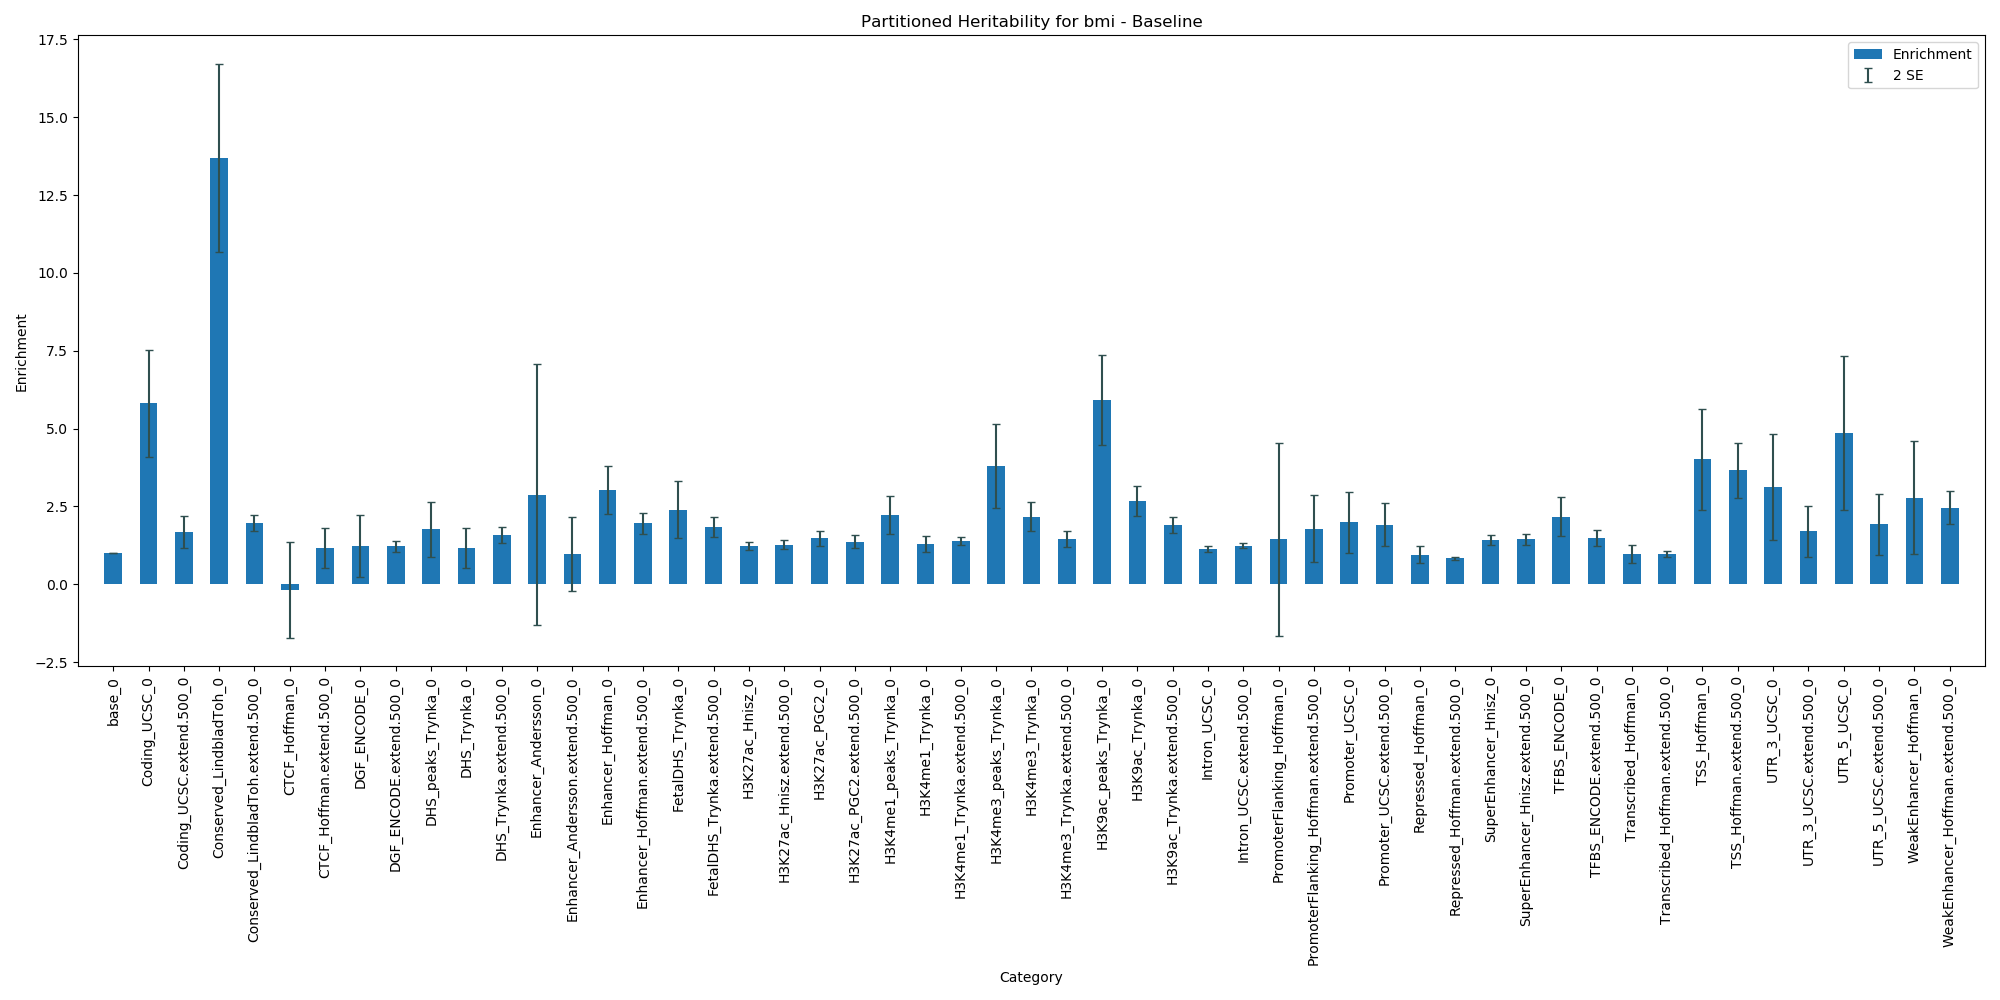 Partitioned Heritability for bmi - Baseline
Enrichment
2 SE
Enrichment
17.5
15.0
12.5
10.0
7.5
5.0
2.5
0.0
−2.5
base_0
Coding_UCSC_0
Coding_UCSC.extend.500_0
Conserved_LindbladToh_0
Conserved_LindbladToh.extend.500_0
CTCF_Hoffman_0
CTCF_Hoffman.extend.500_0
DGF_ENCODE_0
DGF_ENCODE.extend.500_0
DHS_peaks_Trynka_0
DHS_Trynka_0
DHS_Trynka.extend.500_0
Enhancer_Andersson_0
Enhancer_Andersson.extend.500_0
Enhancer_Hoffman_0
Enhancer_Hoffman.extend.500_0
FetalDHS_Trynka_0
FetalDHS_Trynka.extend.500_0
H3K27ac_Hnisz_0
H3K27ac_Hnisz.extend.500_0
H3K27ac_PGC2_0
H3K27ac_PGC2.extend.500_0
H3K4me1_peaks_Trynka_0
H3K4me1_Trynka_0
H3K4me1_Trynka.extend.500_0
H3K4me3_peaks_Trynka_0
H3K4me3_Trynka_0
H3K4me3_Trynka.extend.500_0
H3K9ac_peaks_Trynka_0
H3K9ac_Trynka_0
H3K9ac_Trynka.extend.500_0
Intron_UCSC_0
Intron_UCSC.extend.500_0
PromoterFlanking_Hoffman_0
PromoterFlanking_Hoffman.extend.500_0
Promoter_UCSC_0
Promoter_UCSC.extend.500_0
Repressed_Hoffman_0
Repressed_Hoffman.extend.500_0
SuperEnhancer_Hnisz_0
SuperEnhancer_Hnisz.extend.500_0
TFBS_ENCODE_0
TFBS_ENCODE.extend.500_0
Transcribed_Hoffman_0
Transcribed_Hoffman.extend.500_0
TSS_Hoffman_0
TSS_Hoffman.extend.500_0
UTR_3_UCSC_0
UTR_3_UCSC.extend.500_0
UTR_5_UCSC_0
UTR_5_UCSC.extend.500_0
WeakEnhancer_Hoffman_0
WeakEnhancer_Hoffman.extend.500_0
Category